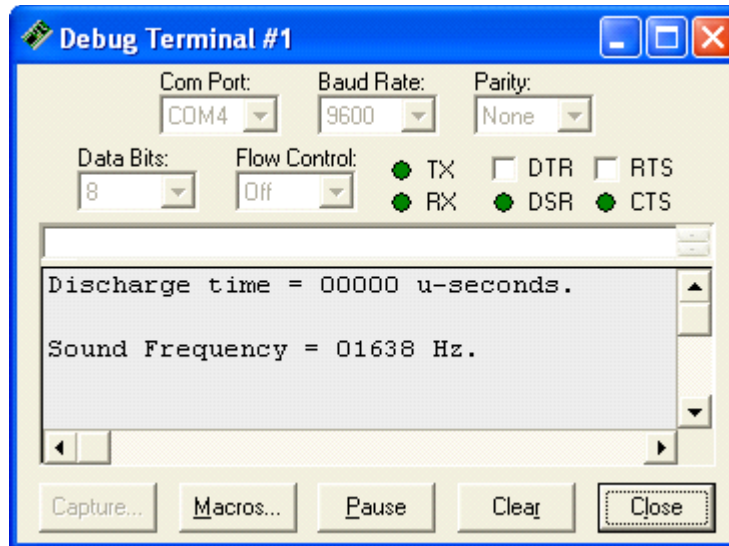 Debug Terminal #1
Com Port: Baud Rate: Parity:
COM4 9600 None
Data Bits: Flow Control: TX DTR RTS
8 Off RX DSR CTS
Discharge time = 00000 u-seconds.
Sound Frequency = 01638 Hz.
Capture... Macros... Pause Clear Close